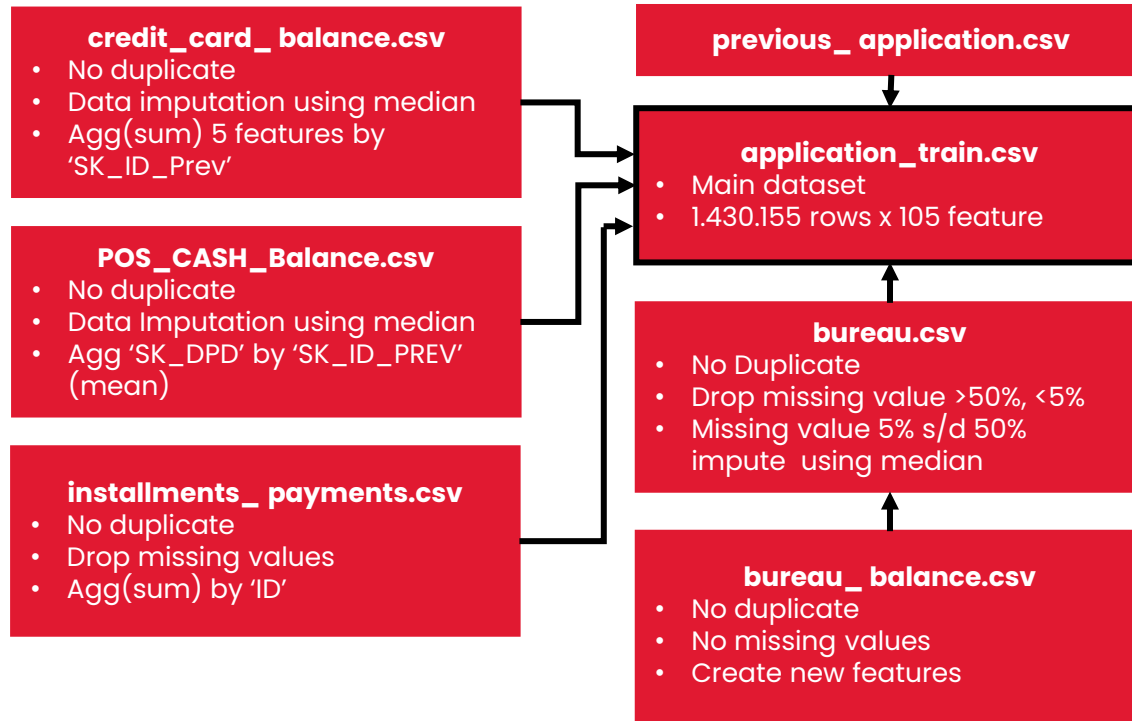 credit_card_ balance.csv
• No duplicate
• Data imputation using median
• Agg(sum) 5 features by
‘SK_ID_Prev’
POS_CASH_Balance.csv
• No duplicate
• Data Imputation using median
• Agg ‘SK_DPD’ by ‘SK_ID_PREV’
(mean)
installments_ payments.csv
• No duplicate
• Drop missing values
• Agg(sum) by ‘ID’
previous_ application.csv
application_train.csv
• Main dataset
• 1.430.155 rows x 105 feature
bureau.csv
• No Duplicate
• Drop missing value >50%, <5%
• Missing value 5% s/d 50%
impute using median
bureau_ balance.csv
• No duplicate
• No missing values
• Create new features